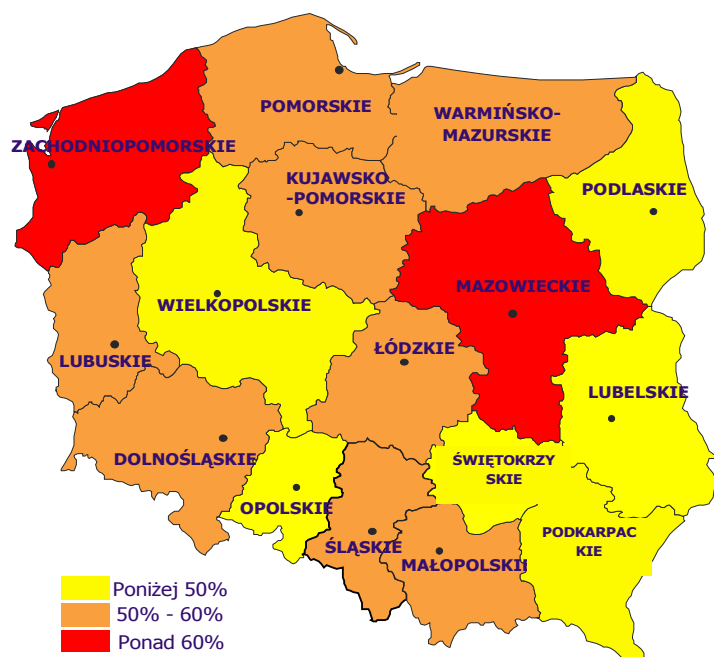 POMORSKIE
WARMIŃSKO-
MAZURSKIE
ZACHODNIOPOMORSKIE
KUJAWSKO
-POMORSKIE
PODLASKIE
WIELKOPOLSKIE
MAZOWIECKIE
LUBUSKIE
ŁÓDZKIE
LUBELSKIE
DOLNOŚLĄSKIE
ŚWIĘTOKRZY
SKIE
OPOLSKIE
PODKARPAC
KIE
ŚLĄSKIE
MAŁOPOLSKIE
Poniżej 50%
50% - 60%
Ponad 60%